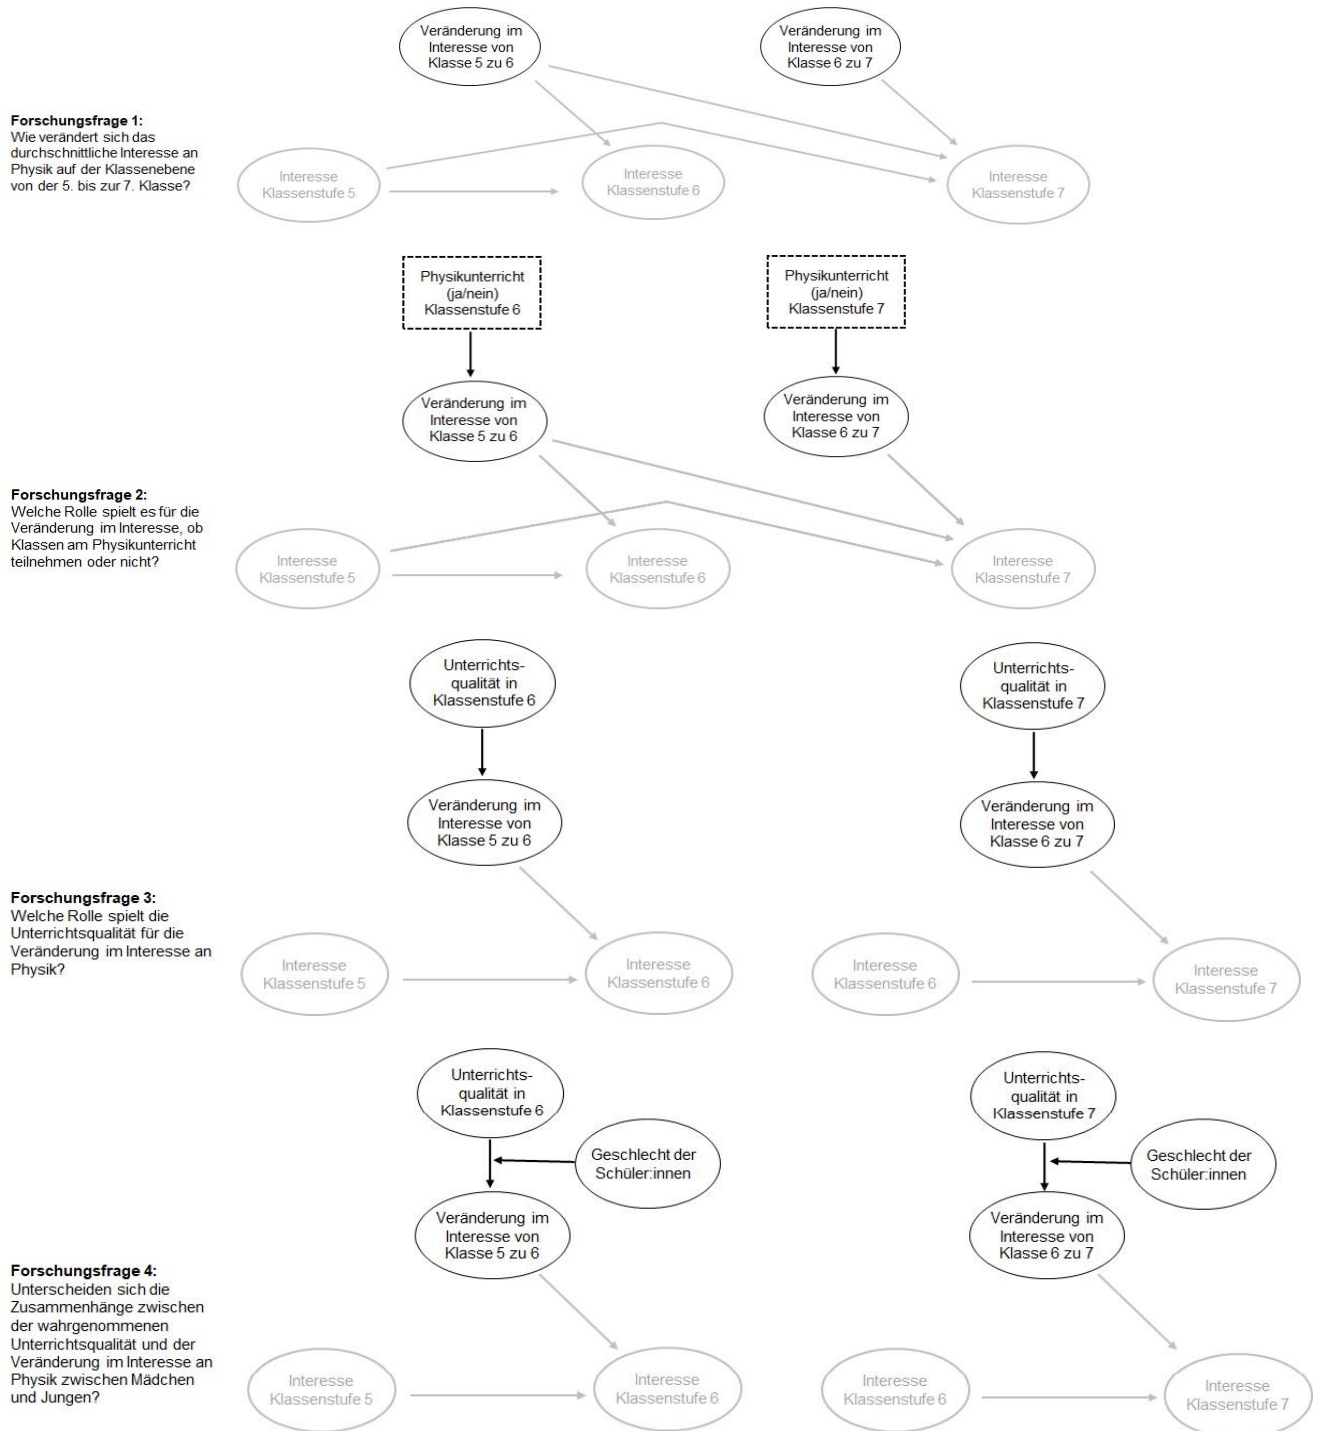 Veränderung im
Interesse von
Klasse 5 zu 6
Veränderung im
Interesse von
Klasse 6 zu 7
Forschungsfrage 1:
Wie verändert sich das
durchschnittliche Interesse an
Physik auf der Klassenebene
von der 5. bis zur 7. Klasse?
Interesse
Klassenstufe 5
Interesse
Klassenstufe 6
Interesse
Klassenstufe 7
Physikunterricht
(ja/nein)
Klassenstufe 6
Physikunterricht
(ja/nein)
Klassenstufe 7
Veränderung im
Interesse von
Klasse 5 zu 6
Veränderung im
Interesse von
Klasse 6 zu 7
Forschungsfrage 2:
Welche Rolle spielt es für die
Veränderung im Interesse, ob
Klassen am Physikunterricht
teilnehmen oder nicht?
Interesse
Klassenstufe 5
Interesse
Klassenstufe 6
Interesse
Klassenstufe 7
Unterrichts-
qualität in
Klassenstufe 6
Unterrichts-
qualität in
Klassenstufe 7
Veränderung im
Interesse von
Klasse 5 zu 6
Veränderung im
Interesse von
Klasse 6 zu 7
Forschungsfrage 3:
Welche Rolle spielt die
Unterrichtsqualität für die
Veränderung im Interesse an
Physik?
Interesse
Klassenstufe 5
Interesse
Klassenstufe 6
Interesse
Klassenstufe 6
Interesse
Klassenstufe 7
Unterrichts-
qualität in
Klassenstufe 6
Geschlecht der
Schüler:innen
Unterrichts-
qualität in
Klassenstufe 7
Geschlecht der
Schüler:innen
Veränderung im
Interesse von
Klasse 5 zu 6
Veränderung im
Interesse von
Klasse 6 zu 7
Forschungsfrage 4:
Unterscheiden sich die
Zusammenhänge zwischen
der wahrgenommenen
Unterrichtsqualität und der
Veränderung im Interesse an
Physik zwischen Mädchen
und Jungen?
Interesse
Klassenstufe 5
Interesse
Klassenstufe 6
Interesse
Klassenstufe 6
Interesse
Klassenstufe 7